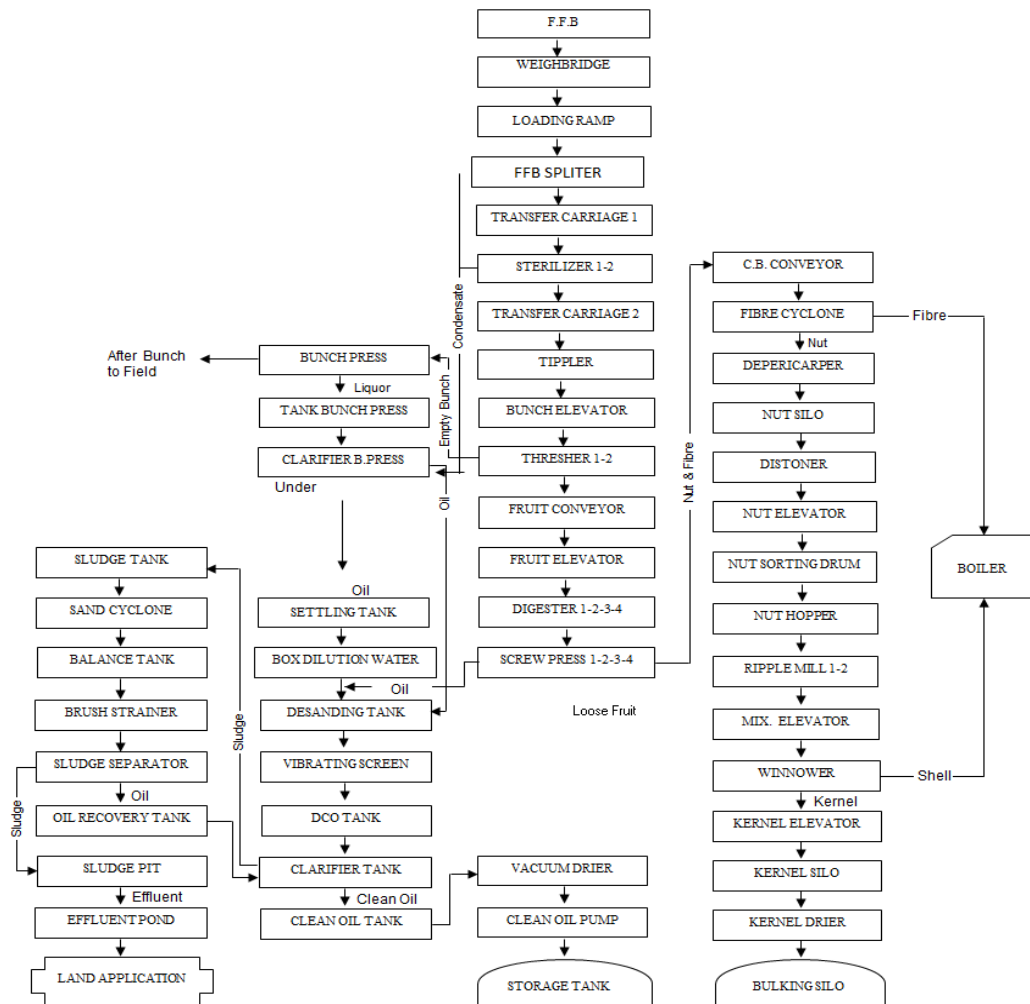 F.F.B
WEIGHBRIDGE
LOADING RAMP
FFB SPLITER
TRANSFER CARRIAGE 1
STERILIZER 1-2
TRANSFER CARRIAGE 2
TIPPLER
BUNCH ELEVATOR
THRESHER 1-2
FRUIT CONVEYOR
FRUIT ELEVATOR
DIGESTER 1-2-3-4
SCREW PRESS 1-2-3-4
Loose Fruit
Condensate
Empty Bunch
After Bunch
to Field
BUNCH PRESS
Liquor
TANK BUNCH PRESS
CLARIFIER B.PRESS
Under
Oil
Oil
SETTLING TANK
BOX DILUTION WATER
Oil
DESANDING TANK
VIBRATING SCREEN
DCO TANK
CLARIFIER TANK
Clean Oil
CLEAN OIL TANK
Sludge
SLUDGE TANK
SAND CYCLONE
BALANCE TANK
BRUSH STRAINER
SLUDGE SEPARATOR
Oil
Sludge
OIL RECOVERY TANK
SLUDGE PIT
Effluent
EFFLUENT POND
LAND APPLICATION
VACUUM DRIER
CLEAN OIL PUMP
STORAGE TANK
Nut & Fibre
C.B. CONVEYOR
FIBRE CYCLONE
Fibre
Nut
DEPERICARPER
NUT SILO
DISTONER
NUT ELEVATOR
NUT SORTING DRUM
NUT HOPPER
RIPPLE MILL 1-2
MIX. ELEVATOR
WINNOWER
Shell
Kernel
KERNEL ELEVATOR
KERNEL SILO
KERNEL DRIER
BULKING SILO
BOILER